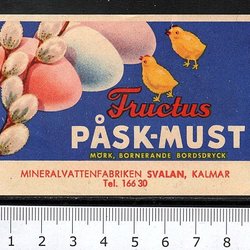 Fructus
PÅSK-MUST
MÖRK, BORNERANDE BORDSDRYCK
MINERALVATTENFABRIKEN SVALAN, KALMAR
Tel. 166 30
1 2 3 4 5 6 7 8